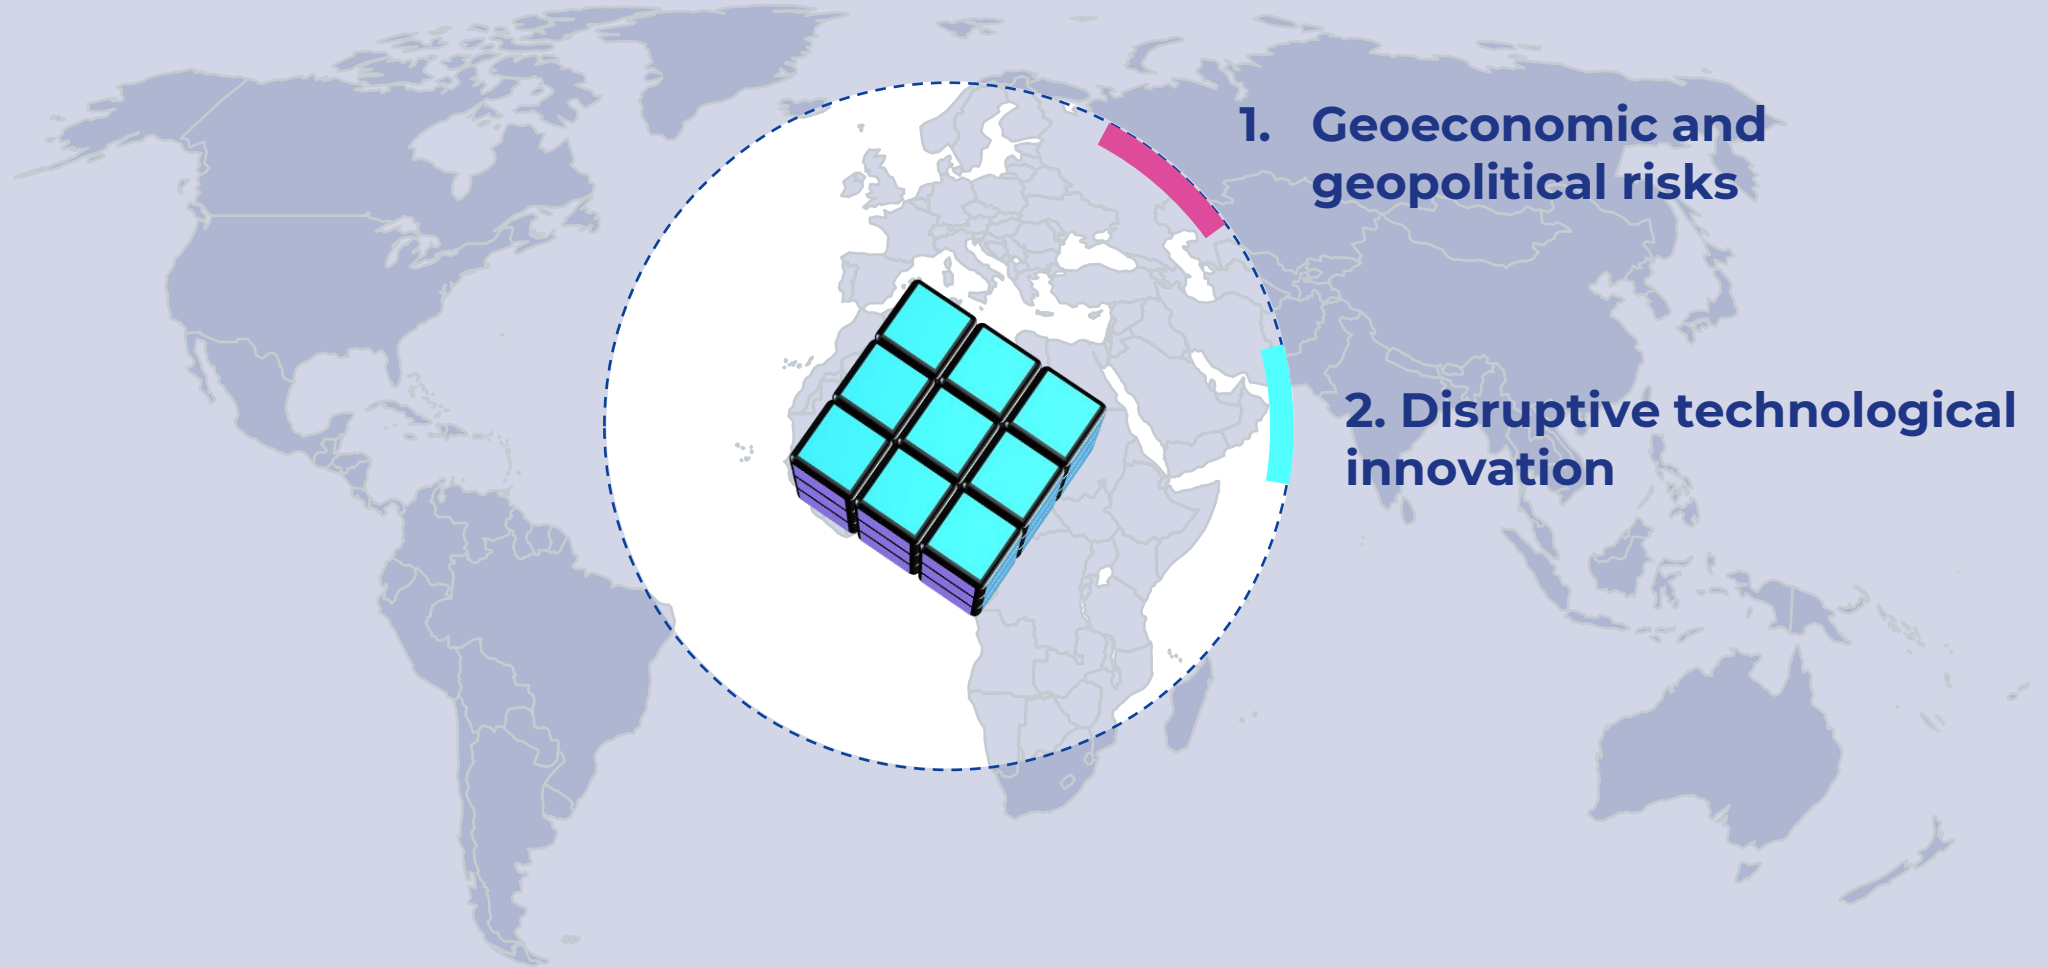 1. Geoeconomic and
geopolitical risks
2. Disruptive technological
innovation